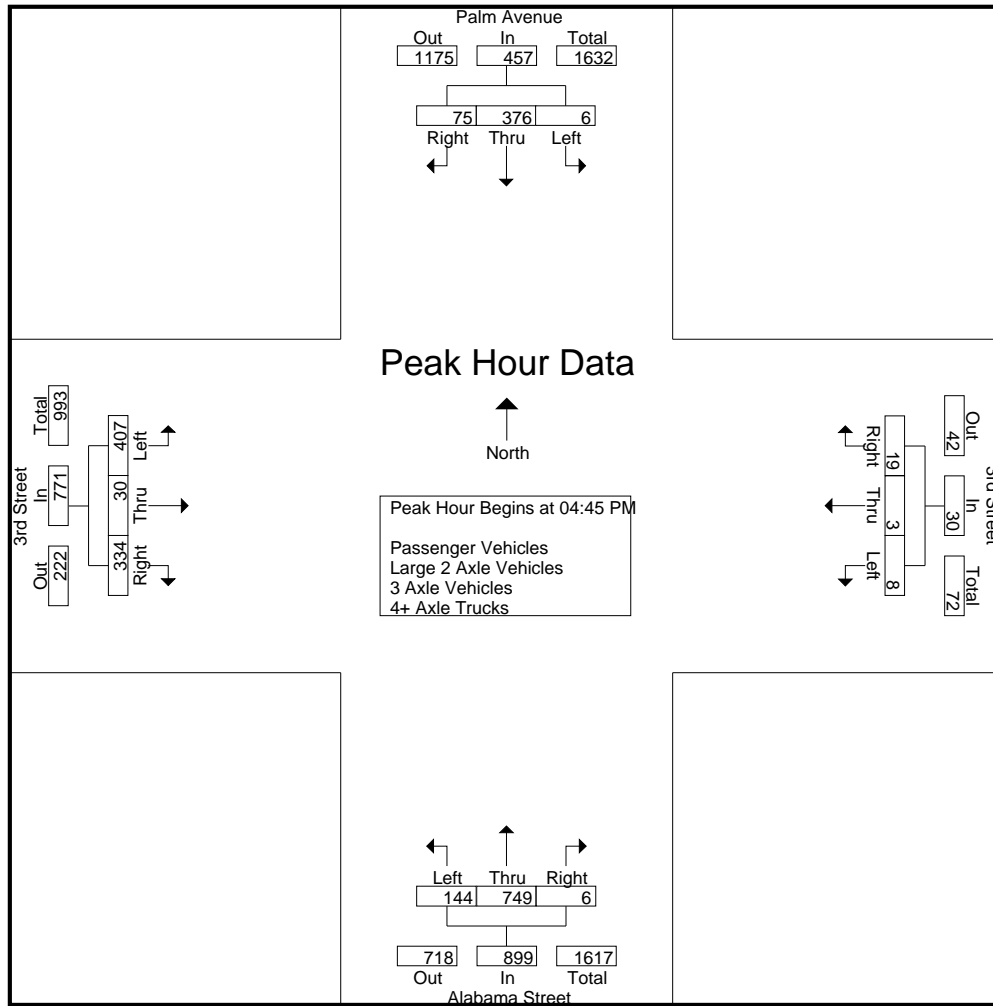 Palm Avenue
Out In Total
1175 457 1632
75 376 6
Right Thru Left
Peak Hour Data
North
Peak Hour Begins at 04:45 PM
Passenger Vehicles
Large 2 Axle Vehicles
3 Axle Vehicles
4+ Axle Trucks
3rd Street
Out In Total
222 771 993
334 30 407
Right Thru Left
3rd Street
Out In Total
42 30 72
19 3 8
Right Thru Left
Left Thru Right
144 749 6
718 899 1617
Out In Total
Alabama Street